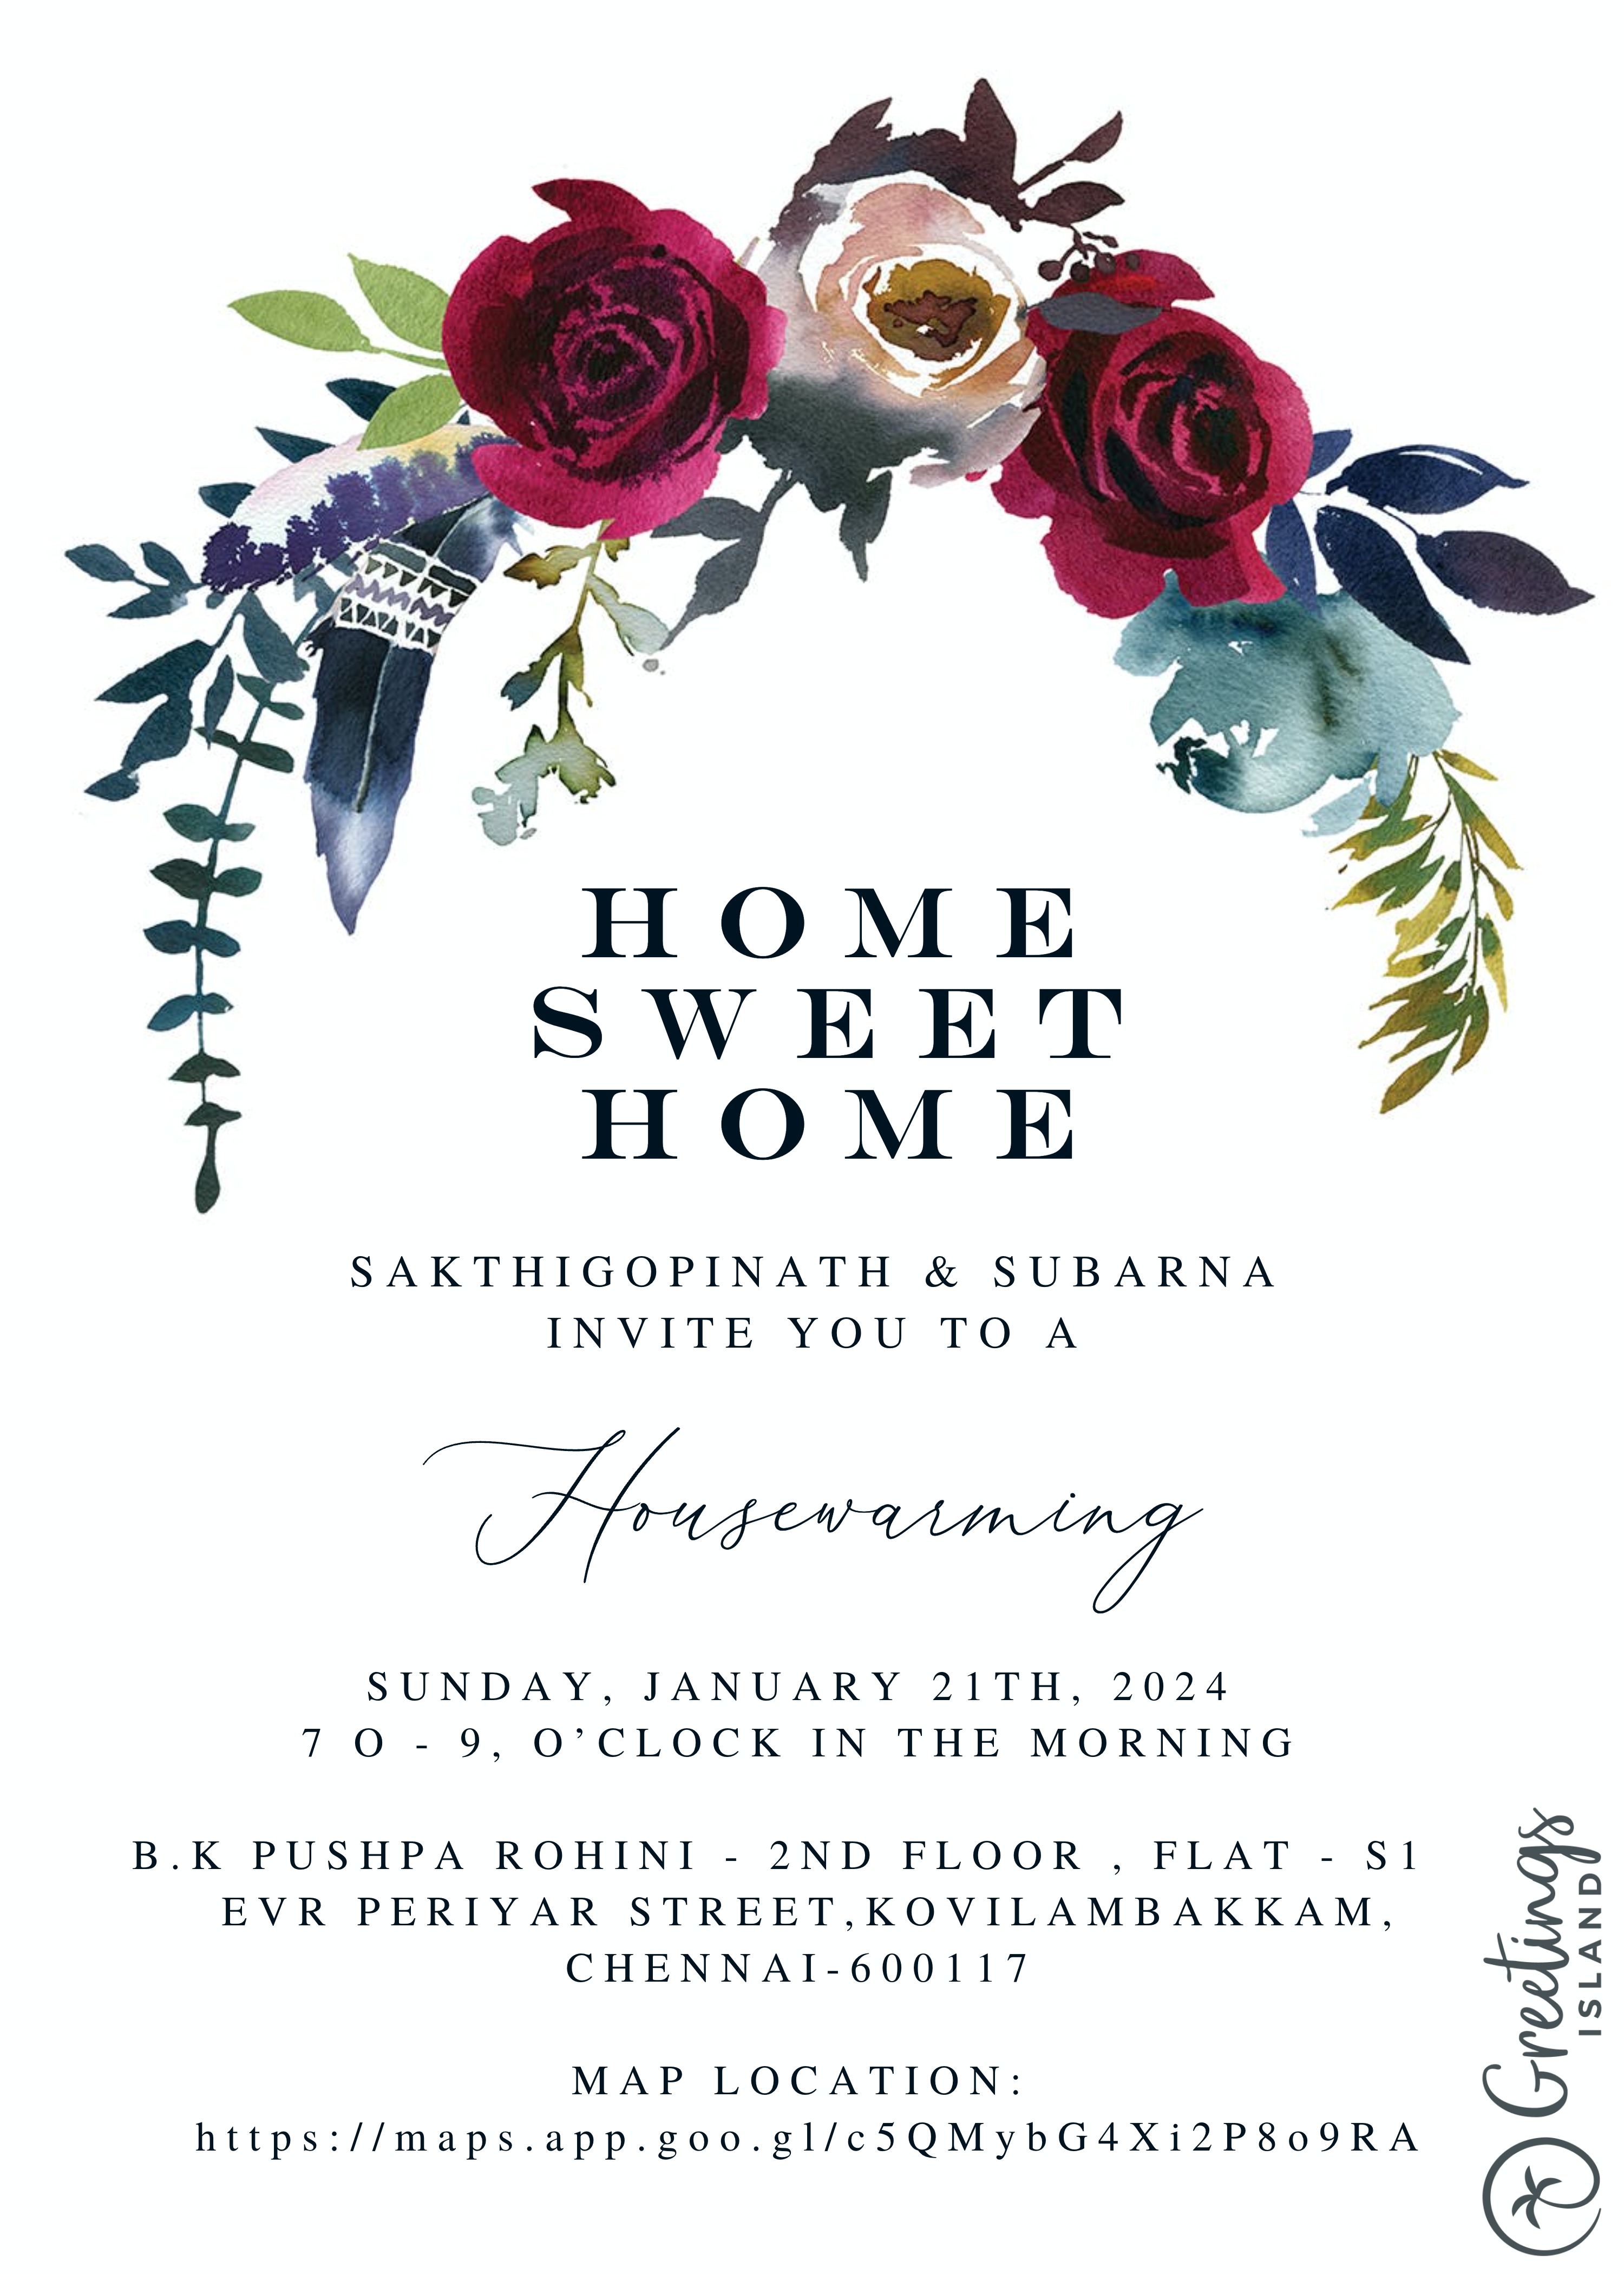 HOME
SWEET
HOME
SAKTHIGOPINATH & SUBARNA
INVITE YOU TO A
Housewarming
SUNDAY, JANUARY 21TH, 2024
7 O - 9, O’CLOCK IN THE MORNING
B.K PUSHPA ROHINI - 2ND FLOOR , FLAT - S1
EVR PERIYAR STREET,KOVILAMBAKKAM,
CHENNAI-600117
MAP LOCATION:
https://maps.app.goo.gl/c5QMybG4Xi2P8o9RA
Greetings
ISLAND